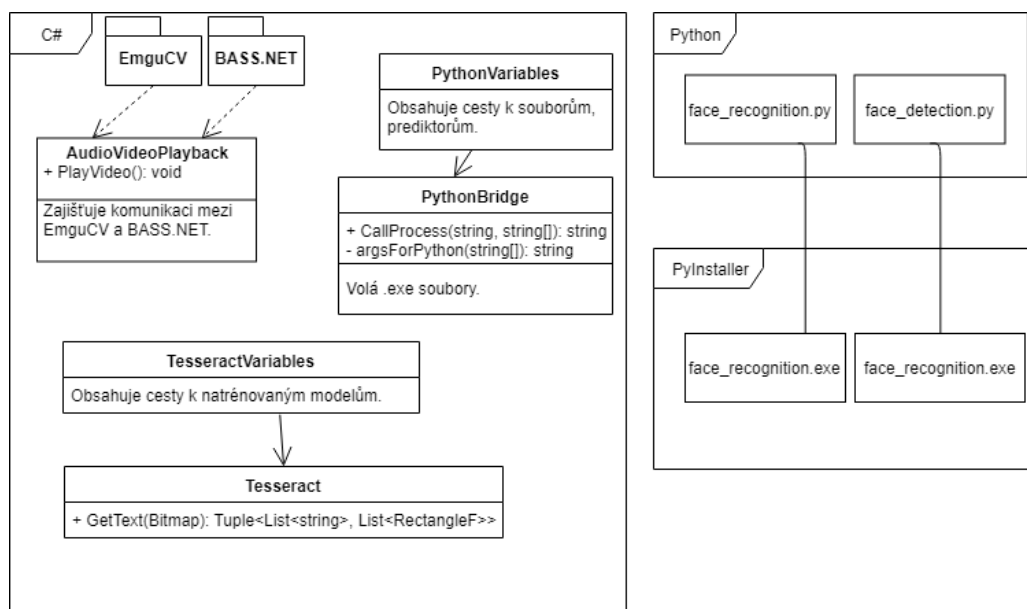 C#
EmguCV
BASS.NET
AudioVideoPlayback
+ PlayVideo(): void
Zajišťuje komunikaci mezi
EmguCV a BASS.NET.
PythonVariables
Obsahuje cesty k souborům,
prediktorům.
PythonBridge
+ CallProcess(string, string[]): string
- argsForPython(string[]): string
Volá .exe soubory.
TesseractVariables
Obsahuje cesty k natrénovaným modelům.
Tesseract
+ GetText(Bitmap): Tuple<List<string>, List<RectangleF>>
Python
face_recognition.py
face_detection.py
PyInstaller
face_recognition.exe
face_recognition.exe